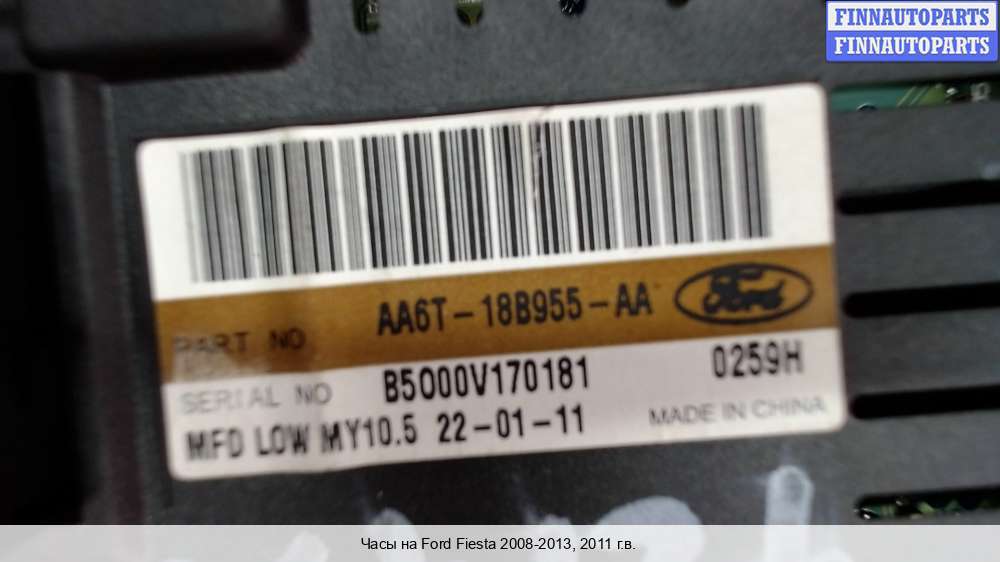 FINNAUTOPARTS
FINNAUTOPARTS
PART NO AA6T-18B955-AA Ford
SERIAL NO B5000V170181 0259H
MFD LOW MY10.5 22-01-11 MADE IN CHINA
Часы на Ford Fiesta 2008-2013, 2011 г.в.